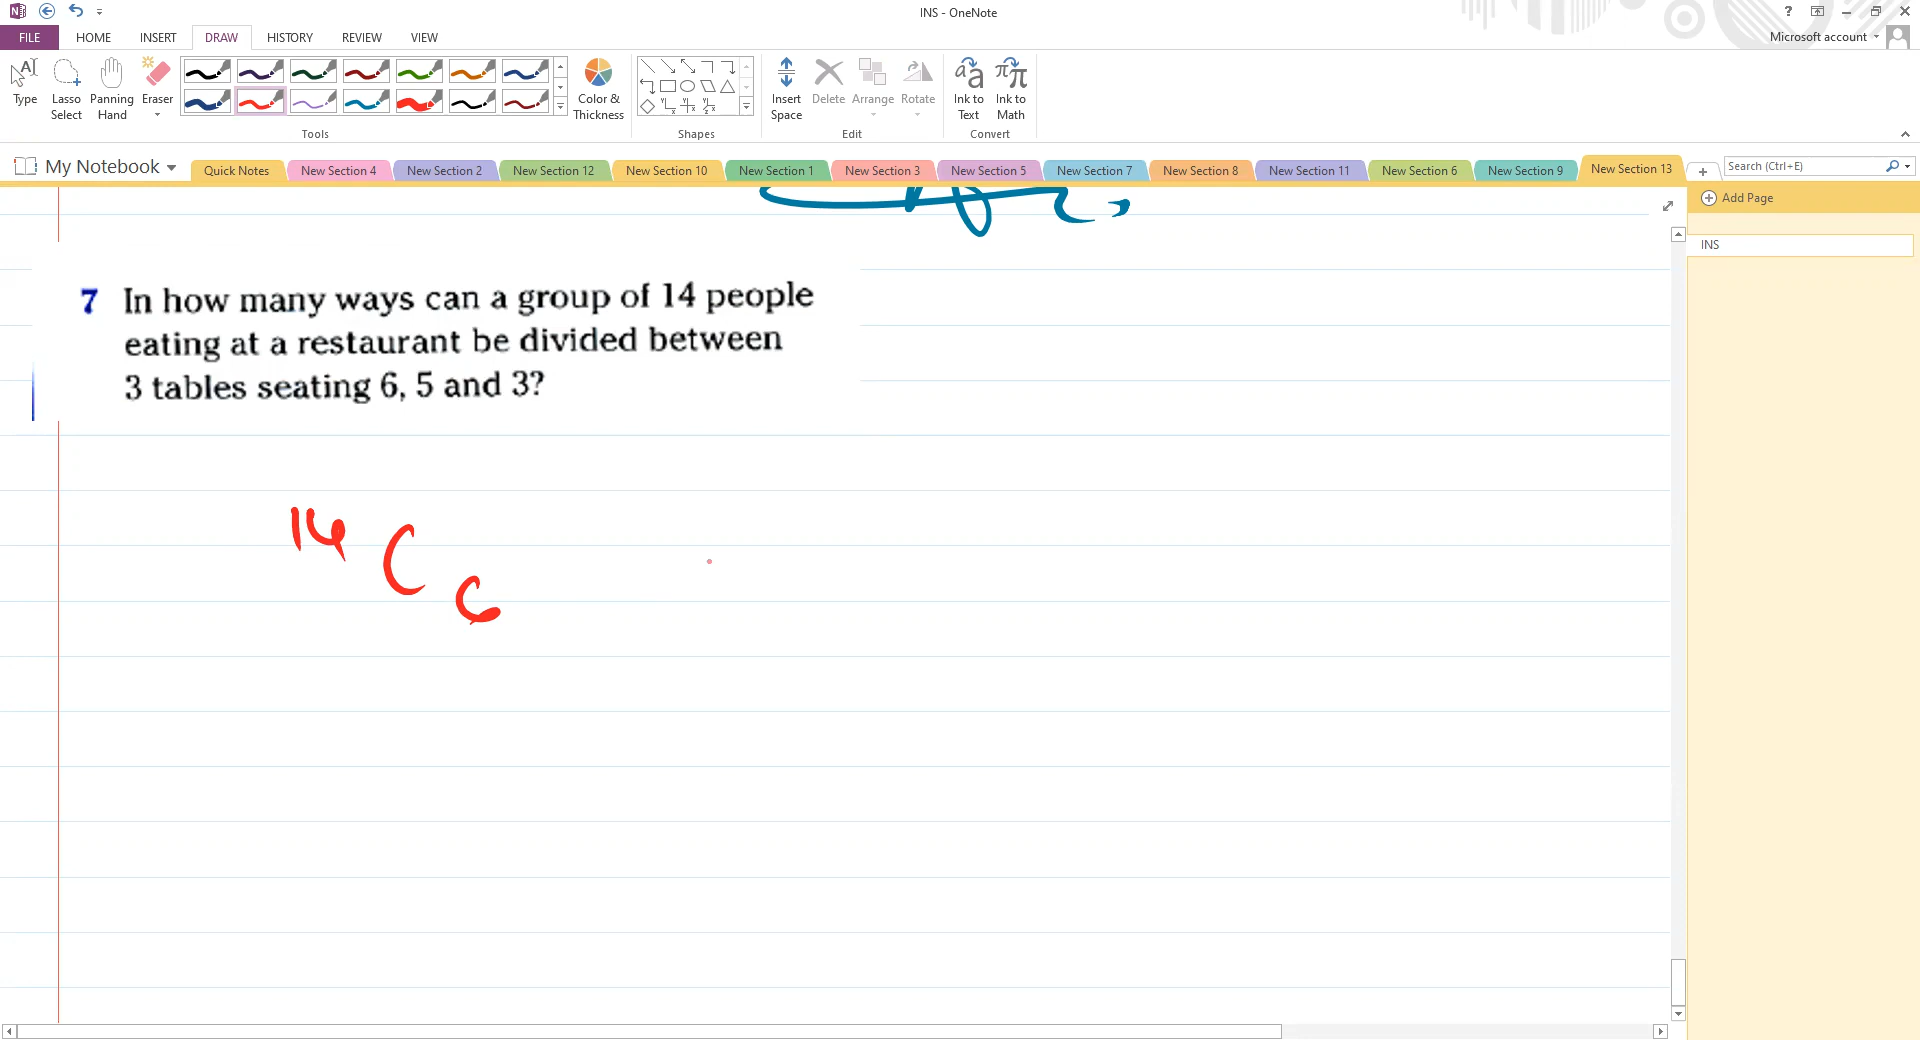 INS - OneNote
?
FILE HOME INSERT DRAW HISTORY REVIEW VIEW
Microsoft account
Type
Lasso Select
Panning Hand
Eraser
Color & Thickness
Insert Space
Delete
Arrange
Rotate
Ink to Text
Ink to Math
Tools Shapes Edit Convert
My Notebook Quick Notes New Section 4 New Section 2 New Section 12 New Section 10 New Section 1 New Section 3 New Section 5 New Section 7 New Section 8 New Section 11 New Section 6 New Section 9 New Section 13
Search (Ctrl+E)
Add Page
INS
7 In how many ways can a group of 14 people
eating at a restaurant be divided between
3 tables seating 6, 5 and 3?
14 C 6